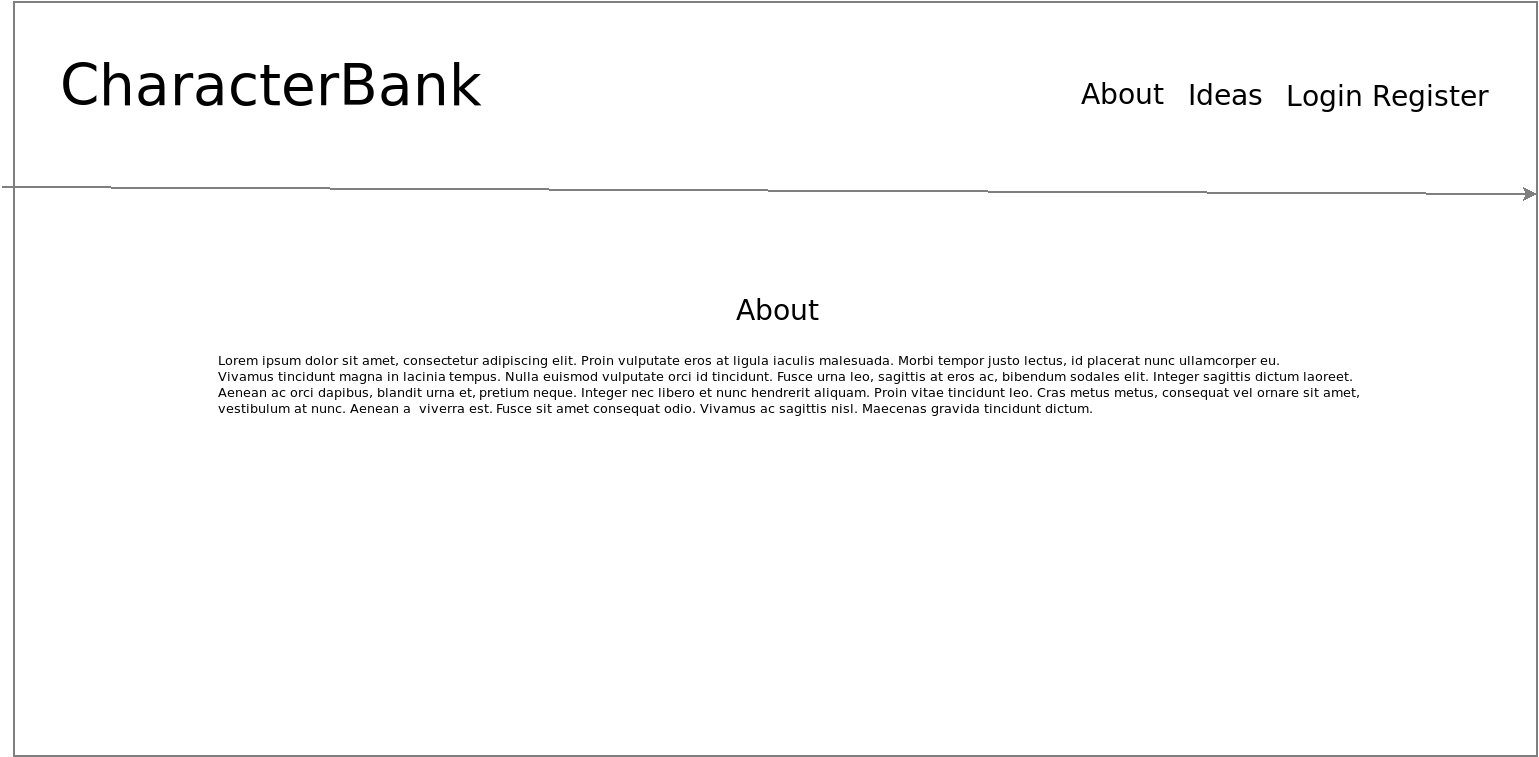 CharacterBank
About Ideas Login Register
About
Lorem ipsum dolor sit amet, consectetur adipiscing elit. Proin vulputate eros at ligula iaculis malesuada. Morbi tempor justo lectus, id placerat nunc ullamcorper eu.
Vivamus tincidunt magna in lacinia tempus. Nulla euismod vulputate orci id tincidunt. Fusce urna leo, sagittis at eros ac, bibendum sodales elit. Integer sagittis dictum laoreet.
Aenean ac orci dapibus, blandit urna et, pretium neque. Integer nec libero et nunc hendrerit aliquam. Proin vitae tincidunt leo. Cras metus metus, consequat vel ornare sit amet,
vestibulum at nunc. Aenean a viverra est. Fusce sit amet consequat odio. Vivamus ac sagittis nisl. Maecenas gravida tincidunt dictum.